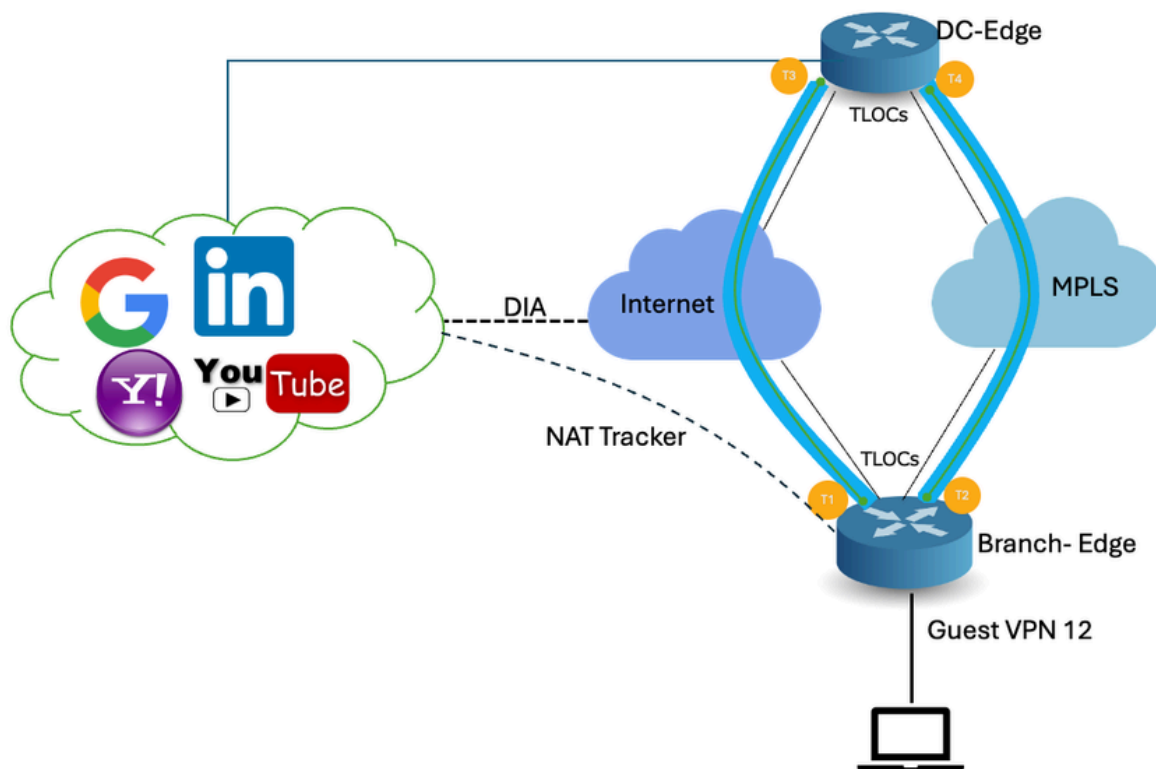 DC-Edge
T3
T4
TLOCs
in
G
DIA
Internet
MPLS
Y!
You
Tube
NAT Tracker
TLOCs
T1
T2
Branch- Edge
Guest VPN 12